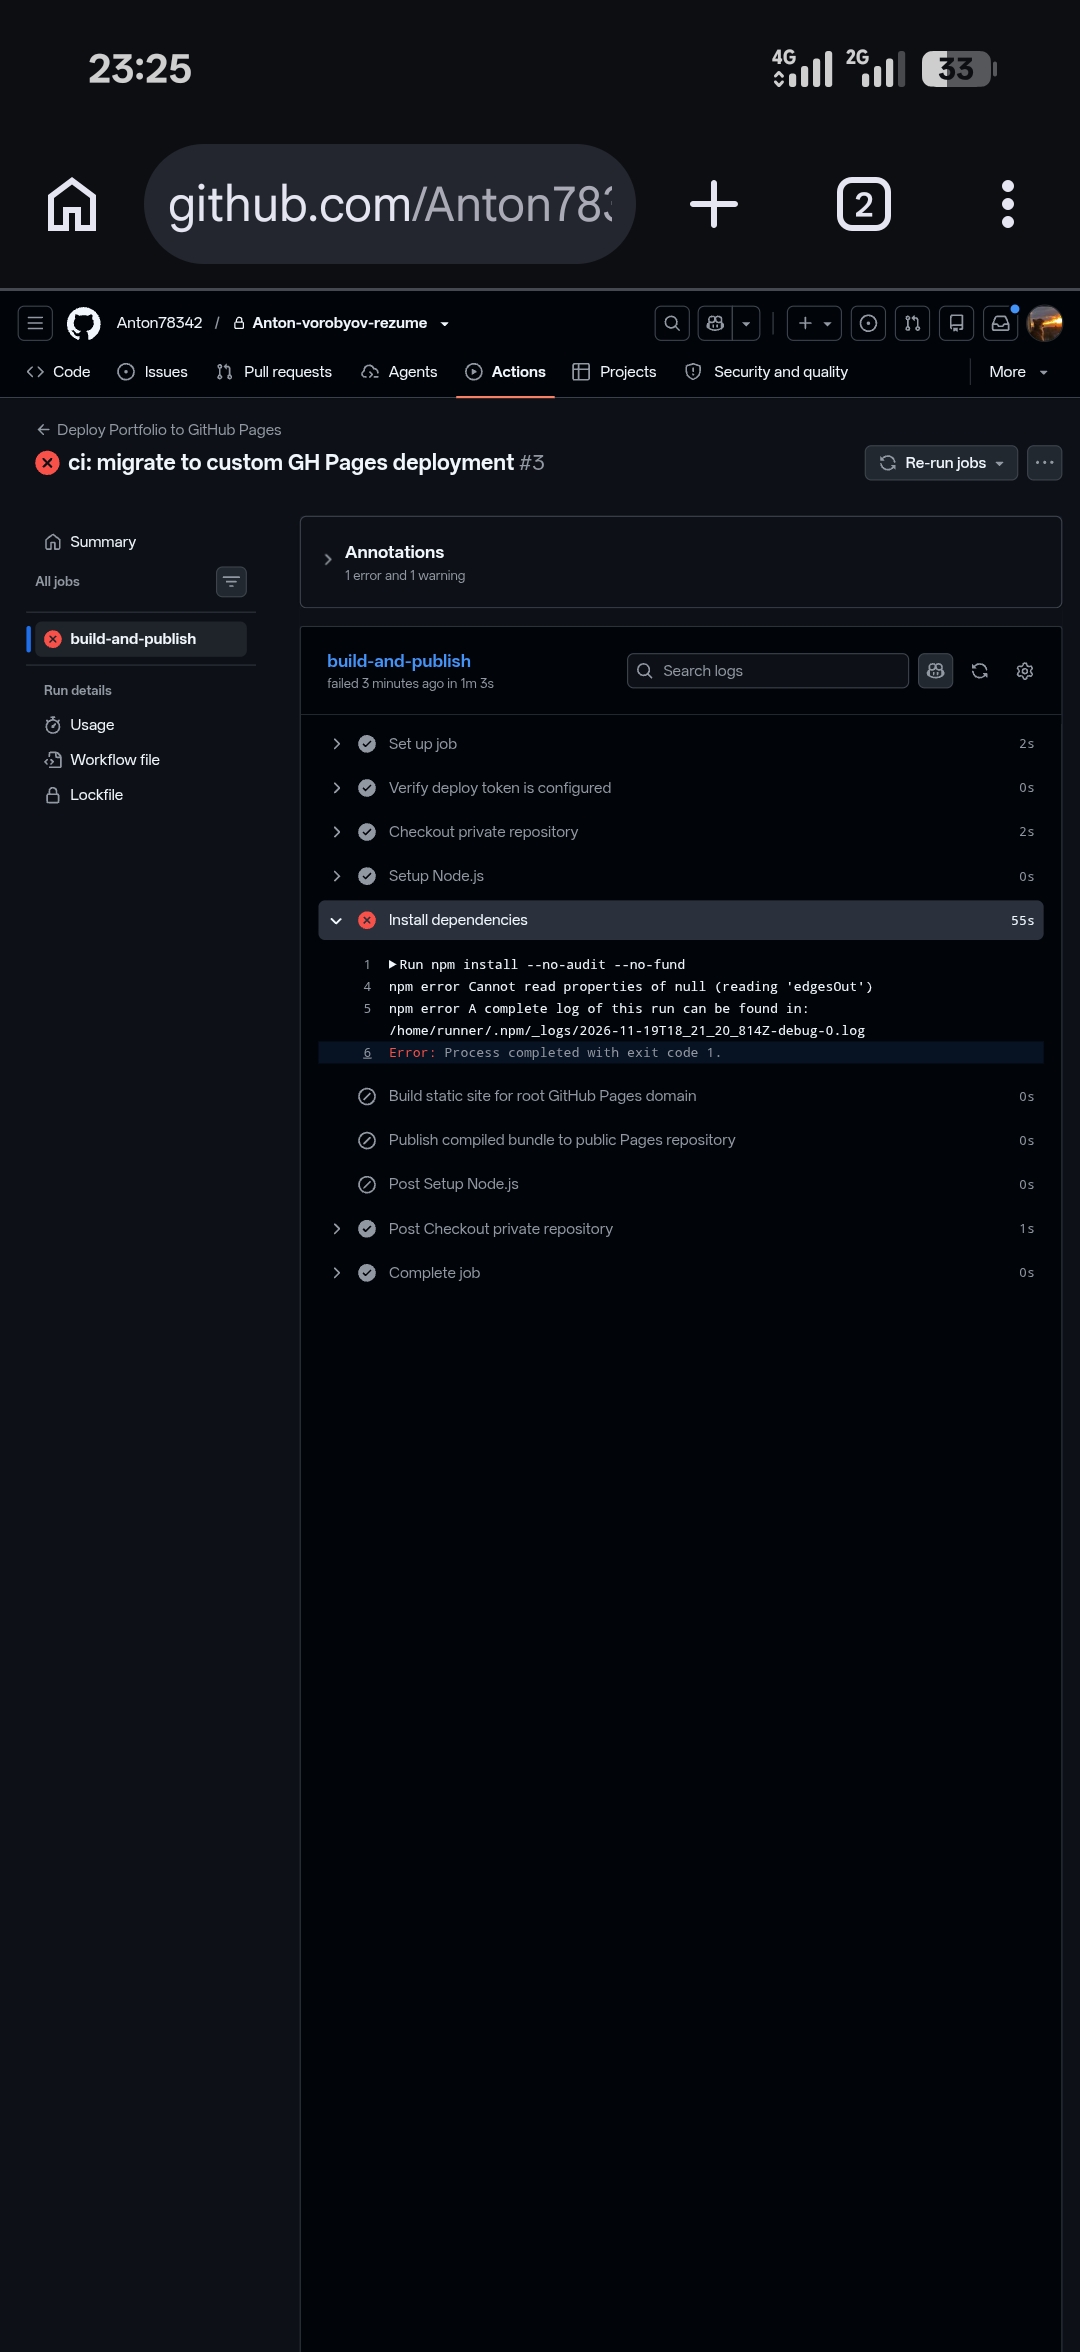 23:25
4G 2G 33
github.com/Anton783
2
Anton78342 / Anton-vorobyov-rezume
Code Issues Pull requests Agents Actions Projects Security and quality More
Deploy Portfolio to GitHub Pages
ci: migrate to custom GH Pages deployment #3
Re-run jobs
Summary
All jobs
build-and-publish
Run details
Usage
Workflow file
Lockfile
Annotations
1 error and 1 warning
build-and-publish
failed 3 minutes ago in 1m 3s
Search logs
Set up job 2s
Verify deploy token is configured 0s
Checkout private repository 2s
Setup Node.js 0s
Install dependencies 55s
1 ▶Run npm install --no-audit --no-fund
4 npm error Cannot read properties of null (reading 'edgesOut')
5 npm error A complete log of this run can be found in:
/home/runner/.npm/_logs/2026-11-19T18_21_20_814Z-debug-0.log
6 Error: Process completed with exit code 1.
Build static site for root GitHub Pages domain 0s
Publish compiled bundle to public Pages repository 0s
Post Setup Node.js 0s
Post Checkout private repository 1s
Complete job 0s